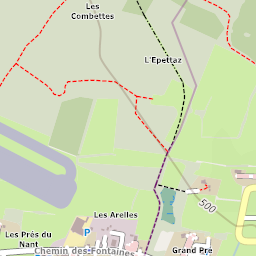 Les
Combettes
L'Epettaz
500
Les Arelles
P
Les Prés du
Nant
Chemin des Fontaines
Grand Pré